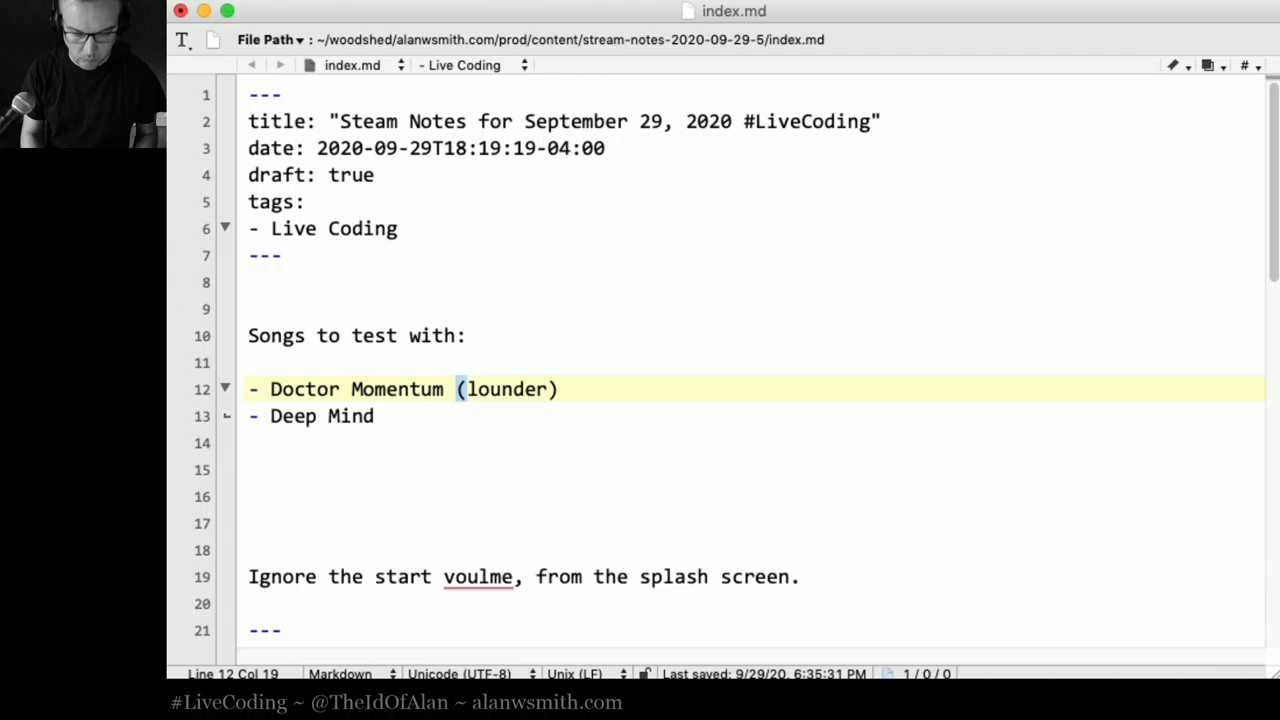 index.md
File Path ▾ : ~/woodshed/alanwsmith.com/prod/content/stream-notes-2020-09-29-5/index.md
index.md - Live Coding #
1 ---
2 title: "Steam Notes for September 29, 2020 #LiveCoding"
3 date: 2020-09-29T18:19:19-04:00
4 draft: true
5 tags:
6 - Live Coding
7 ---
8
9
10 Songs to test with:
11
12 - Doctor Momentum (lounder)
13 - Deep Mind
14
15
16
17
18
19 Ignore the start voulme, from the splash screen.
20
21 ---
Line 12 Col 19 Markdown Unicode (UTF-8) Unix (LF) Last saved: 9/29/20, 6:35:31 PM 1 / 0 / 0
#LiveCoding ~ @TheIdOfAlan ~ alanwsmith.com